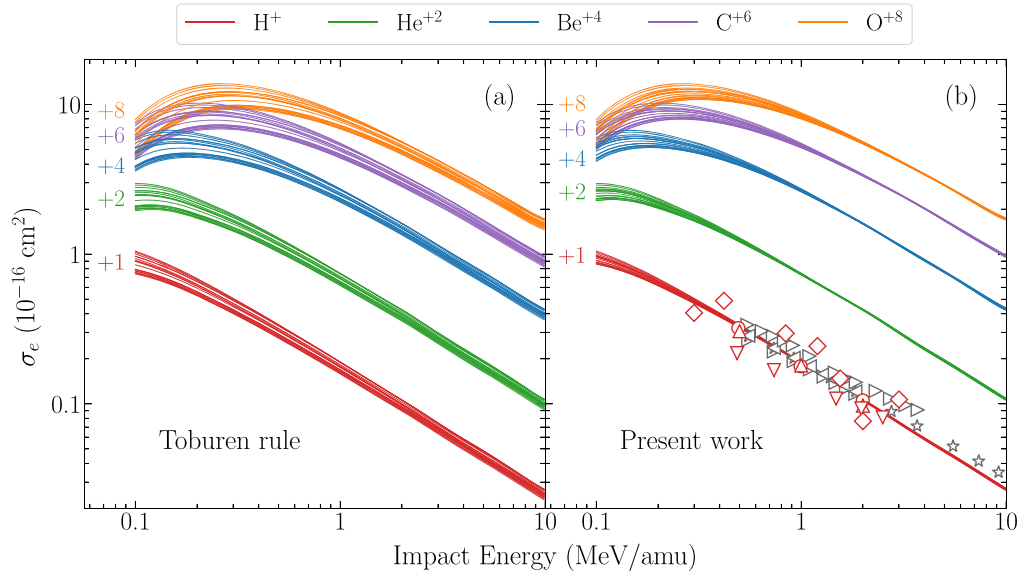 H+ He+2 Be+4 C+6 O+8
(a) (b)
10
+8 +8
+6 +6
+4 +4
+2 +2
1
+1 +1
0.1
σe (10−16 cm2)
Toburen rule Present work
0.1 1 10 0.1 1 10
Impact Energy (MeV/amu)